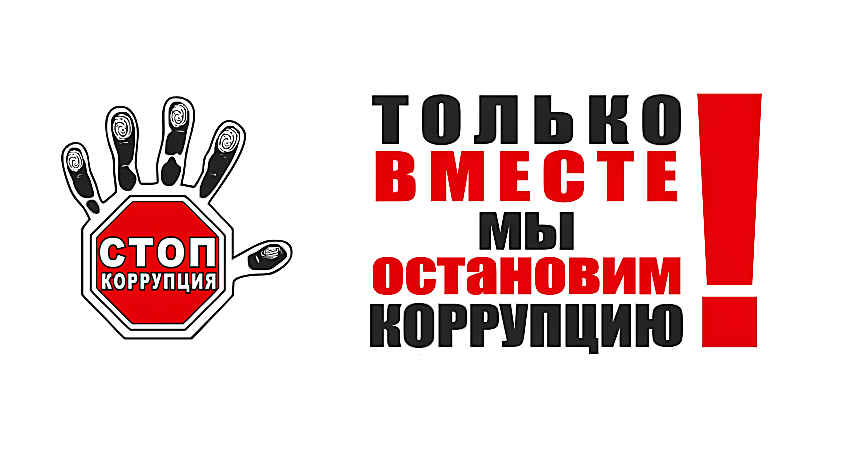 СТОП
КОРРУПЦИЯ
ТОЛЬКО
ВМЕСТЕ
МЫ
ОСТАНОВИМ
КОРРУПЦИЮ
!